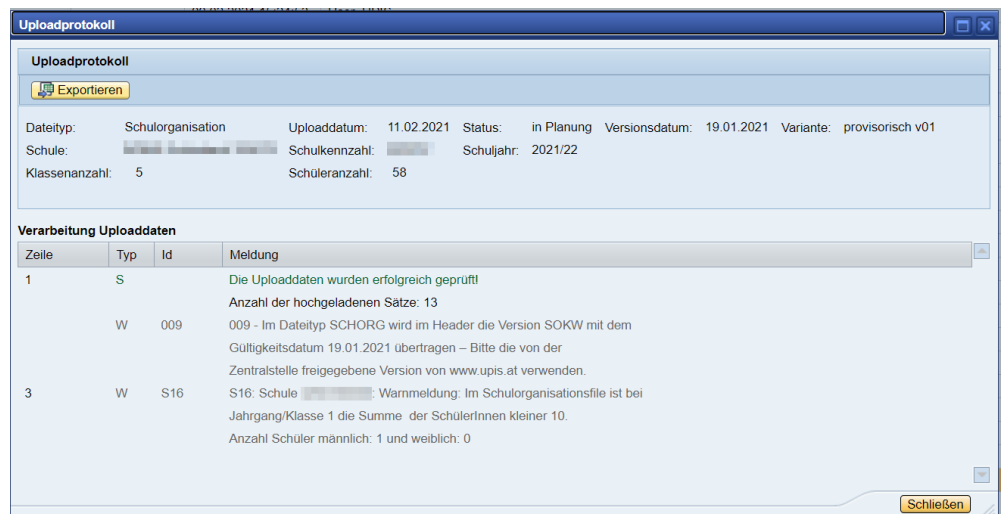 Uploadprotokoll
Uploadprotokoll
Exportieren
Dateityp: Schulorganisation Uploaddatum: 11.02.2021 Status: in Planung Versionsdatum: 19.01.2021 Variante: provisorisch v01
Schule: Schulkennzahl: Schuljahr: 2021/22
Klassenanzahl: 5 Schüleranzahl: 58
Verarbeitung Uploaddaten
Zeile Typ Id Meldung
1 S Die Uploaddaten wurden erfolgreich geprüft!
Anzahl der hochgeladenen Sätze: 13
W 009 009 - Im Dateityp SCHORG wird im Header die Version SOKW mit dem
Gültigkeitsdatum 19.01.2021 übertragen – Bitte die von der
Zentralstelle freigegebene Version von www.upis.at verwenden.
3 W S16 S16: Schule : Warnmeldung: Im Schulorganisationsfile ist bei
Jahrgang/Klasse 1 die Summe der SchülerInnen kleiner 10.
Anzahl Schüler männlich: 1 und weiblich: 0
Schließen